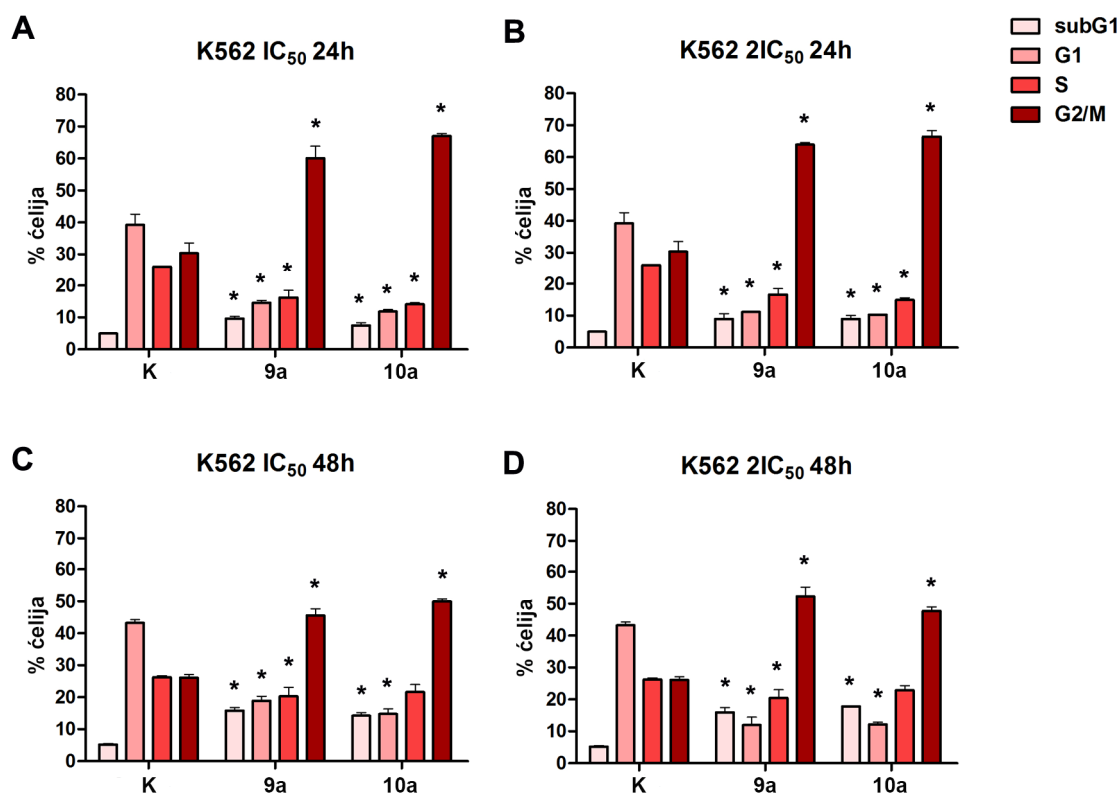 A
K562 IC₅₀ 24h
% ćelija
80
70
60
50
40
30
20
10
0
* * * *
* * * *
K 9a 10a
B
K562 2IC₅₀ 24h
% ćelija
80
70
60
50
40
30
20
10
0
* * * *
* * * *
K 9a 10a
subG1
G1
S
G2/M
C
K562 IC₅₀ 48h
% ćelija
80
70
60
50
40
30
20
10
0
* * * *
* * *
K 9a 10a
D
K562 2IC₅₀ 48h
% ćelija
80
70
60
50
40
30
20
10
0
* * * *
* * *
K 9a 10a